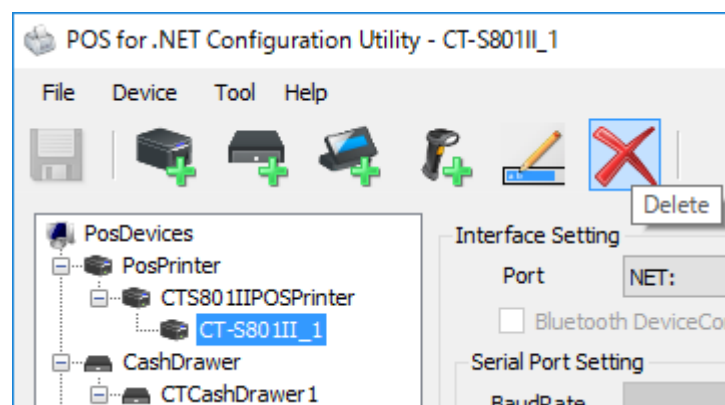 POS for .NET Configuration Utility - CT-S801II_1
File Device Tool Help
Delete
PosDevices
PosPrinter
CTS801IIPOSPrinter
CT-S801II_1
CashDrawer
CTCashDrawer1
Interface Setting
Port NET:
Bluetooth DeviceCo
Serial Port Setting
BaudRate